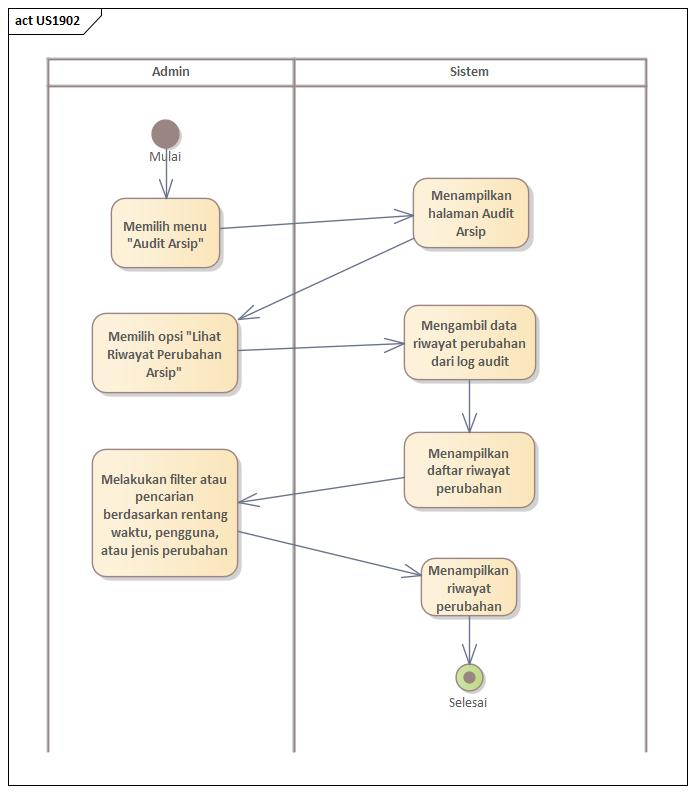 act US1902
Admin
Sistem
Mulai
Memilih menu
"Audit Arsip"
Menampilkan
halaman Audit
Arsip
Memilih opsi "Lihat
Riwayat Perubahan
Arsip"
Mengambil data
riwayat perubahan
dari log audit
Menampilkan
daftar riwayat
perubahan
Melakukan filter atau
pencarian
berdasarkan rentang
waktu, pengguna,
atau jenis perubahan
Menampilkan
riwayat
perubahan
Selesai